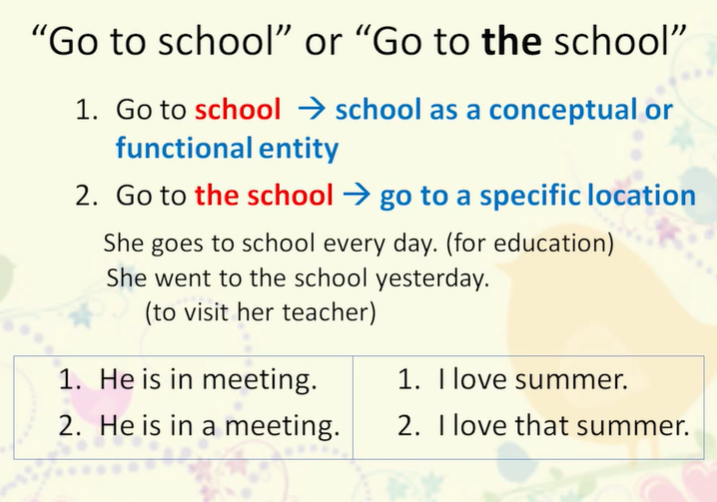 “Go to school” or “Go to the school”
1. Go to school → school as a conceptual or
functional entity
2. Go to the school → go to a specific location
She goes to school every day. (for education)
She went to the school yesterday.
(to visit her teacher)
1. He is in meeting.
2. He is in a meeting.
1. I love summer.
2. I love that summer.